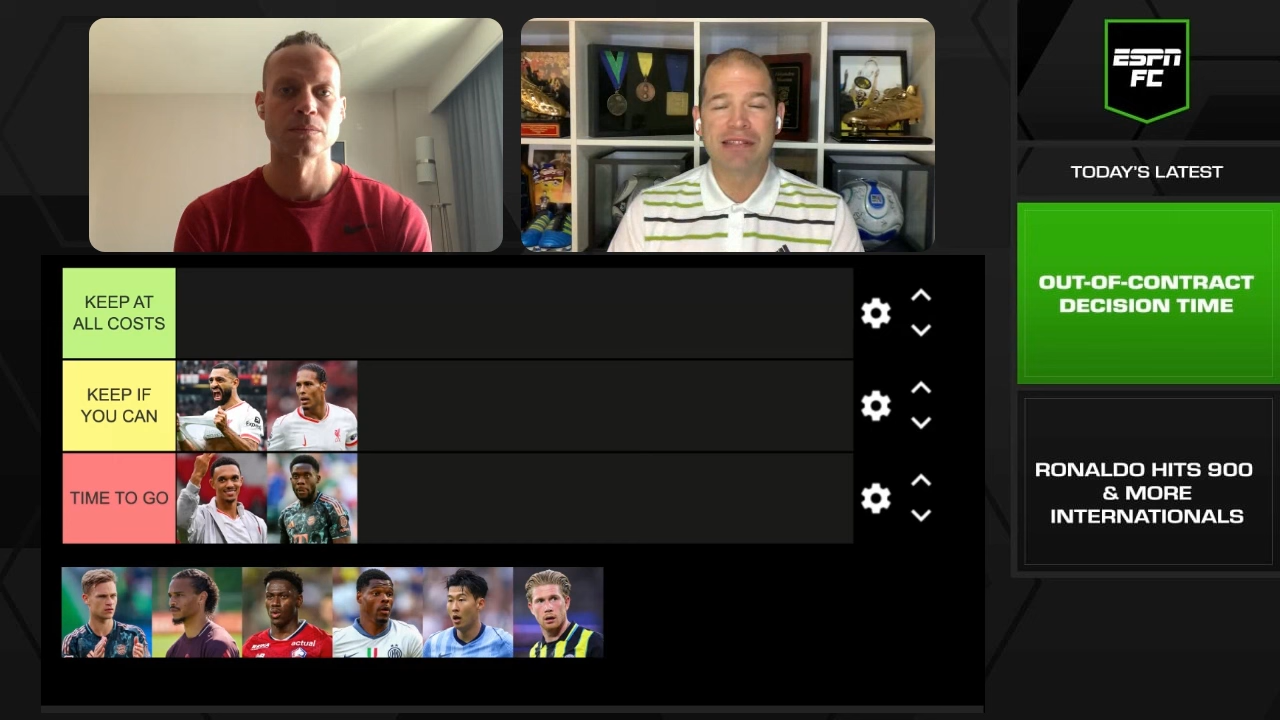 ESPN
FC
TODAY'S LATEST
OUT-OF-CONTRACT
DECISION TIME
RONALDO HITS 900
& MORE
INTERNATIONALS
KEEP AT
ALL COSTS
KEEP IF
YOU CAN
TIME TO GO
actual